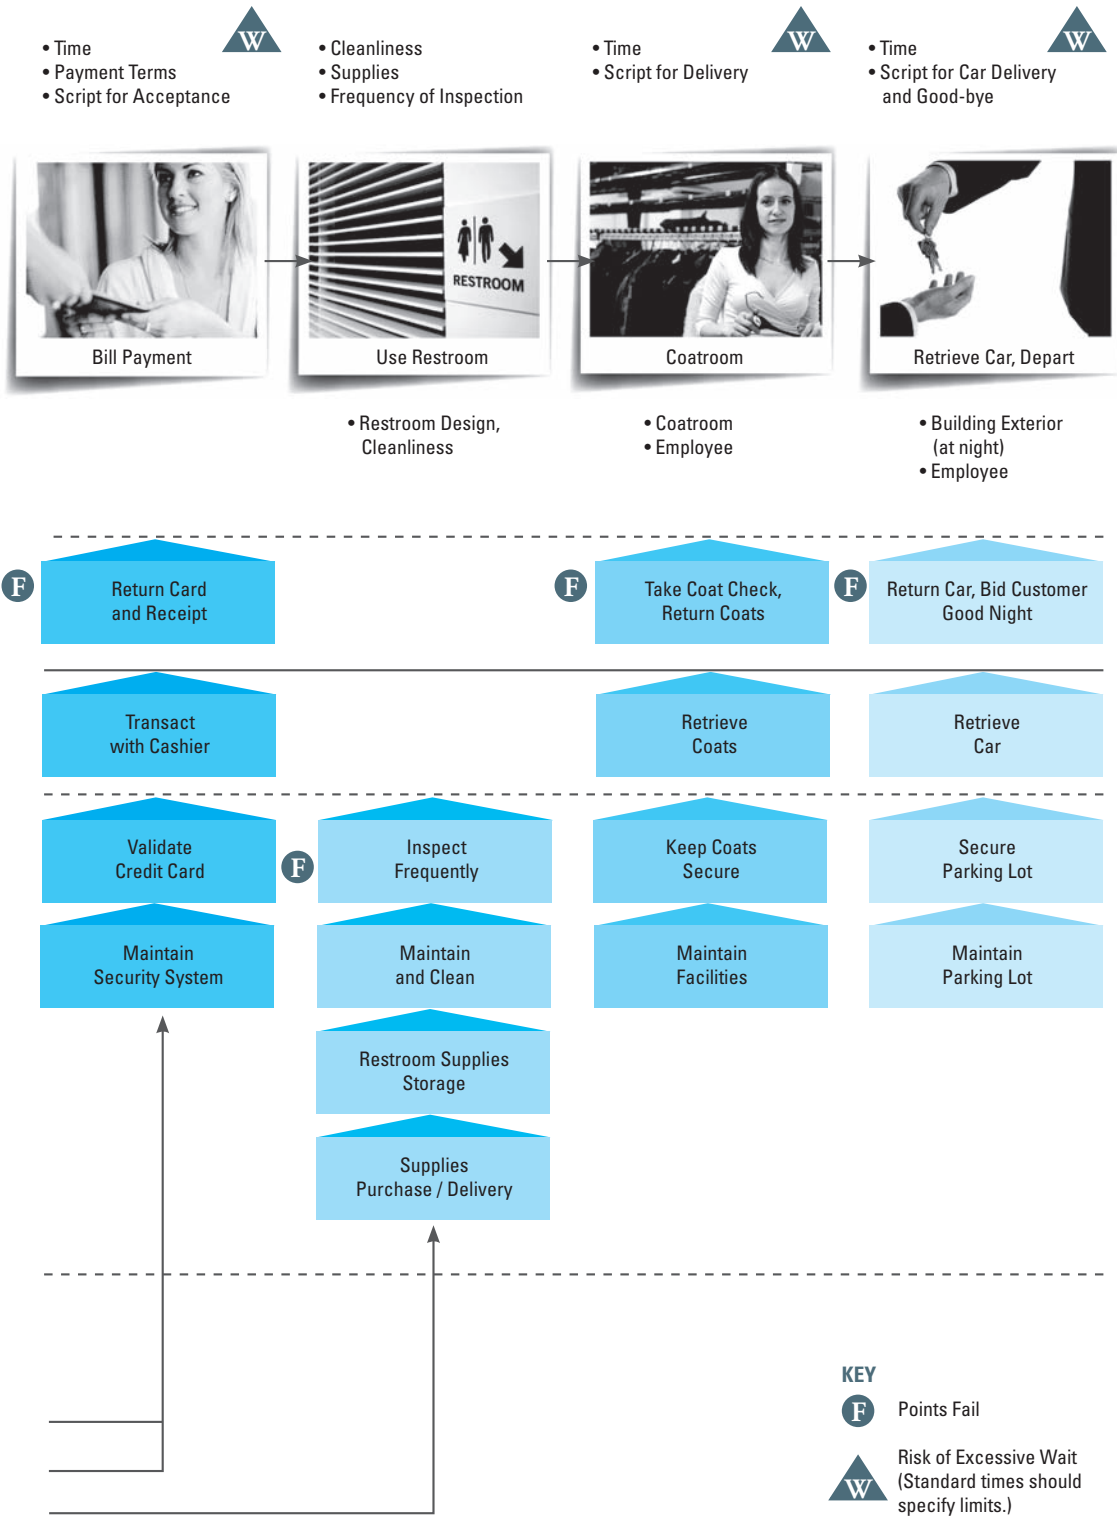 • Time
• Payment Terms
• Script for Acceptance
W
• Cleanliness
• Supplies
• Frequency of Inspection
• Time
• Script for Delivery
W
• Time
• Script for Car Delivery
and Good-bye
W
RESTROOM
Bill Payment
Use Restroom
Coatroom
Retrieve Car, Depart
• Restroom Design,
Cleanliness
• Coatroom
• Employee
• Building Exterior
(at night)
• Employee
F
Return Card
and Receipt
F
Take Coat Check,
Return Coats
F
Return Car, Bid Customer
Good Night
Transact
with Cashier
Retrieve
Coats
Retrieve
Car
Validate
Credit Card
F
Inspect
Frequently
Keep Coats
Secure
Secure
Parking Lot
Maintain
Security System
Maintain
and Clean
Maintain
Facilities
Maintain
Parking Lot
Restroom Supplies
Storage
Supplies
Purchase / Delivery
KEY
F
Points Fail
W
Risk of Excessive Wait
(Standard times should
specify limits.)